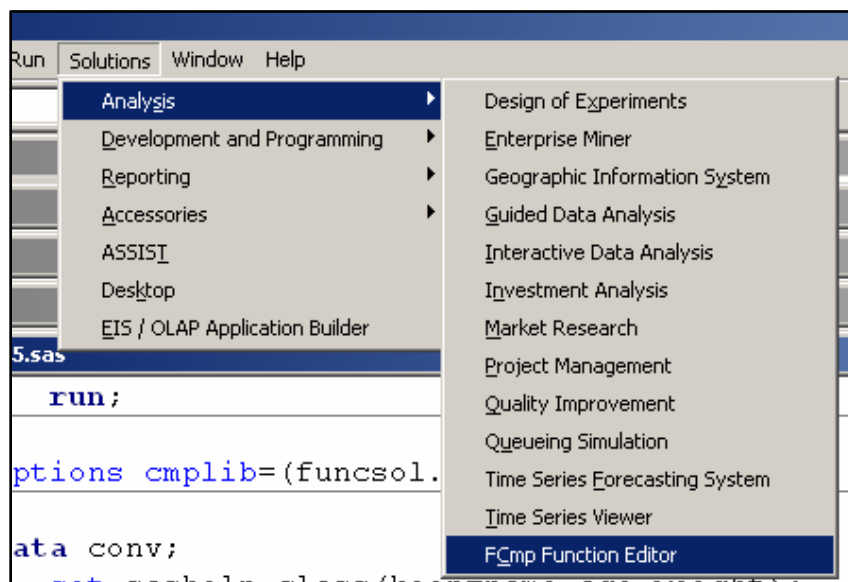 Run Solutions Window Help
Analysis
Development and Programming
Reporting
Accessories
ASSIST
Desktop
EIS / OLAP Application Builder
Design of Experiments
Enterprise Miner
Geographic Information System
Guided Data Analysis
Interactive Data Analysis
Investment Analysis
Market Research
Project Management
Quality Improvement
Queueing Simulation
Time Series Forecasting System
Time Series Viewer
FCmp Function Editor
5.sas
run;
ptions cmplib=(funcsol.
ata conv;